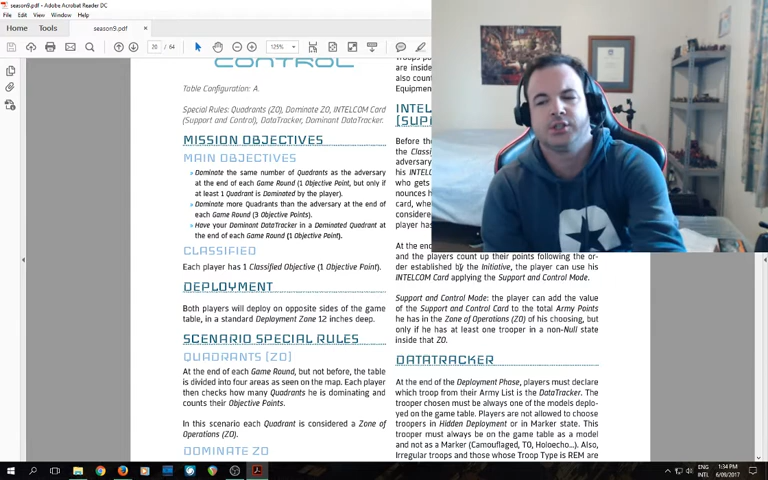 season9.pdf - Adobe Acrobat Reader DC
File Edit View Window Help
Home Tools season9.pdf ×
20 / 64 125%
CONTROL
Table Configuration: A.
Special Rules: Quadrants (ZO), Dominate ZO, INTELCOM Card
(Support and Control), DataTracker, Dominant DataTracker.
MISSION OBJECTIVES
MAIN OBJECTIVES
Dominate the same number of Quadrants as the adversary
at the end of each Game Round (1 Objective Point, but only if
at least 1 Quadrant is Dominated by the player).
Dominate more Quadrants than the adversary at the end of
each Game Round (3 Objective Points).
Have your Dominant DataTracker in a Dominated Quadrant at
the end of each Game Round (1 Objective Point).
CLASSIFIED
Each player has 1 Classified Objective (1 Objective Point).
DEPLOYMENT
Both players will deploy on opposite sides of the game
table, in a standard Deployment Zone 12 inches deep.
SCENARIO SPECIAL RULES
QUADRANTS (ZO)
At the end of each Game Round, but not before, the table
is divided into four areas as seen on the map. Each player
then checks how many Quadrants he is dominating and
counts their Objective Points.
In this scenario each Quadrant is considered a Zone of
Operations (ZO).
DOMINATE ZO
are insid
also count
Equipmen
INTEL
(SUP
Before th
the Classif
adversary
his INTELC
who gets
nounces h
card, whe
considere
player has
At the end
and the players count up their points following the or-
der established by the Initiative, the player can use his
INTELCOM Card applying the Support and Control Mode.
Support and Control Mode: the player can add the value
of the Support and Control Card to the total Army Points
he has in the Zone of Operations (ZO) of his choosing, but
only if he has at least one trooper in a non-Null state
inside that ZO.
DATATRACKER
At the end of the Deployment Phase, players must declare
which troop from their Army List is the DataTracker. The
trooper chosen must be always one of the models deplo-
yed on the game table. Players are not allowed to choose
troopers in Hidden Deployment or in Marker state. This
trooper must always be on the game table as a model
and not as a Marker (Camouflaged, TO, Holoecho...). Also,
Irregular troops and those whose Troop Type is REM are
ENG 1:34 PM
INTL 6/09/2017